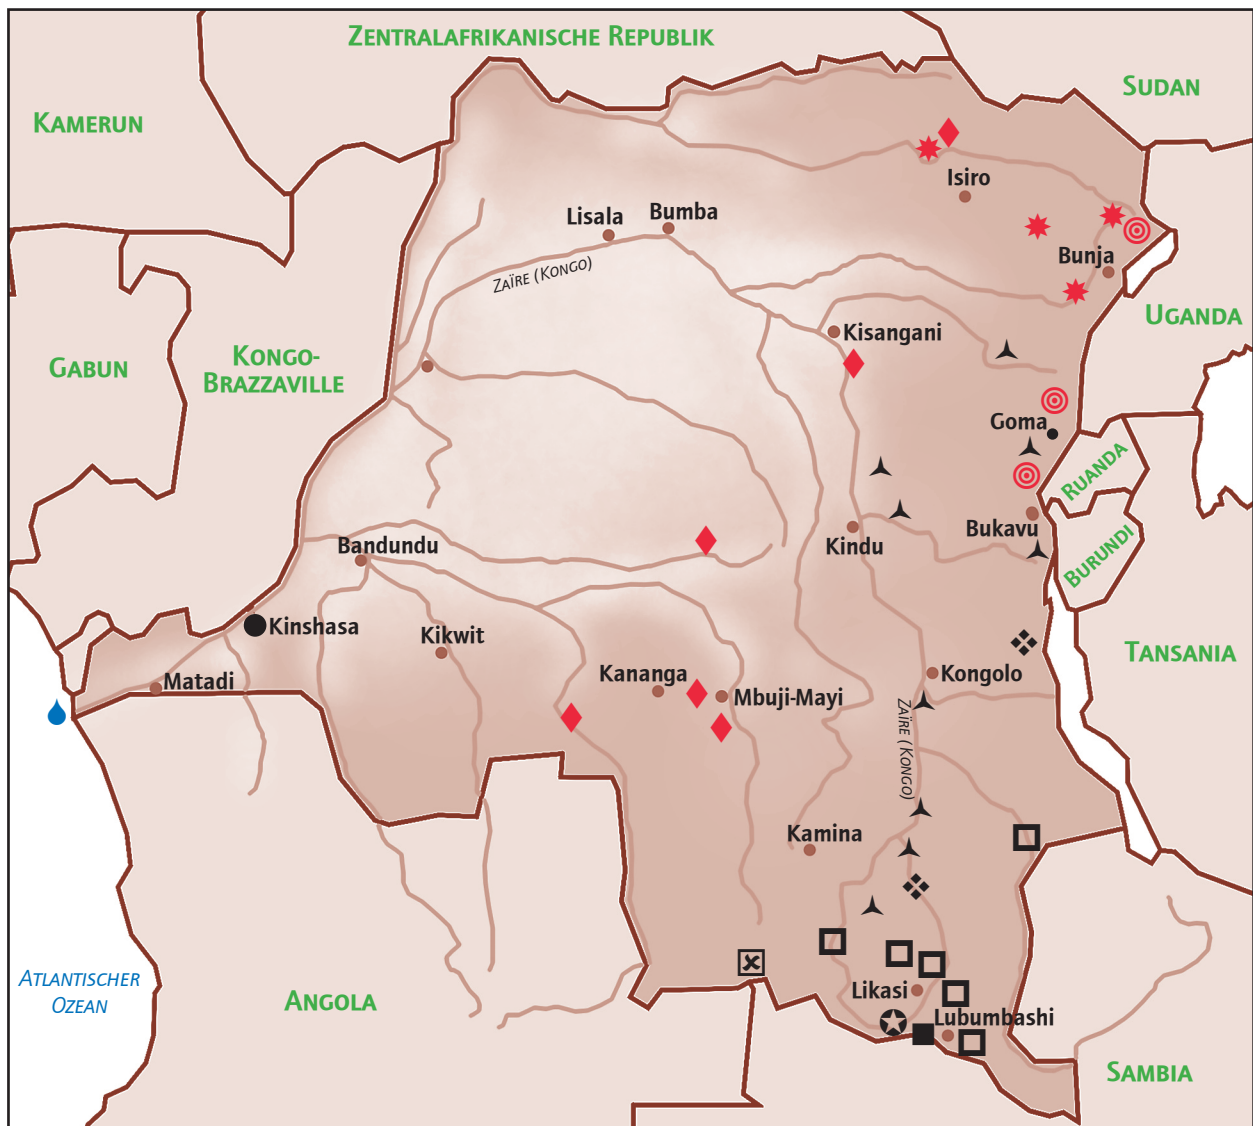 ZENTRALAFRIKANISCHE REPUBLIK
SUDAN
KAMERUN
Isiro
Lisala
Bumba
ZAÏRE (KONGO)
Bunja
UGANDA
Kisangani
GABUN
KONGO-
BRAZZAVILLE
Goma
RUANDA
Bukavu
Kindu
BURUNDI
Bandundu
Kinshasa
Kikwit
TANSANIA
Matadi
Kananga
Mbuji-Mayi
Kongolo
ZAÏRE (KONGO)
Kamina
ATLANTISCHER
OZEAN
ANGOLA
Likasi
Lubumbashi
SAMBIA